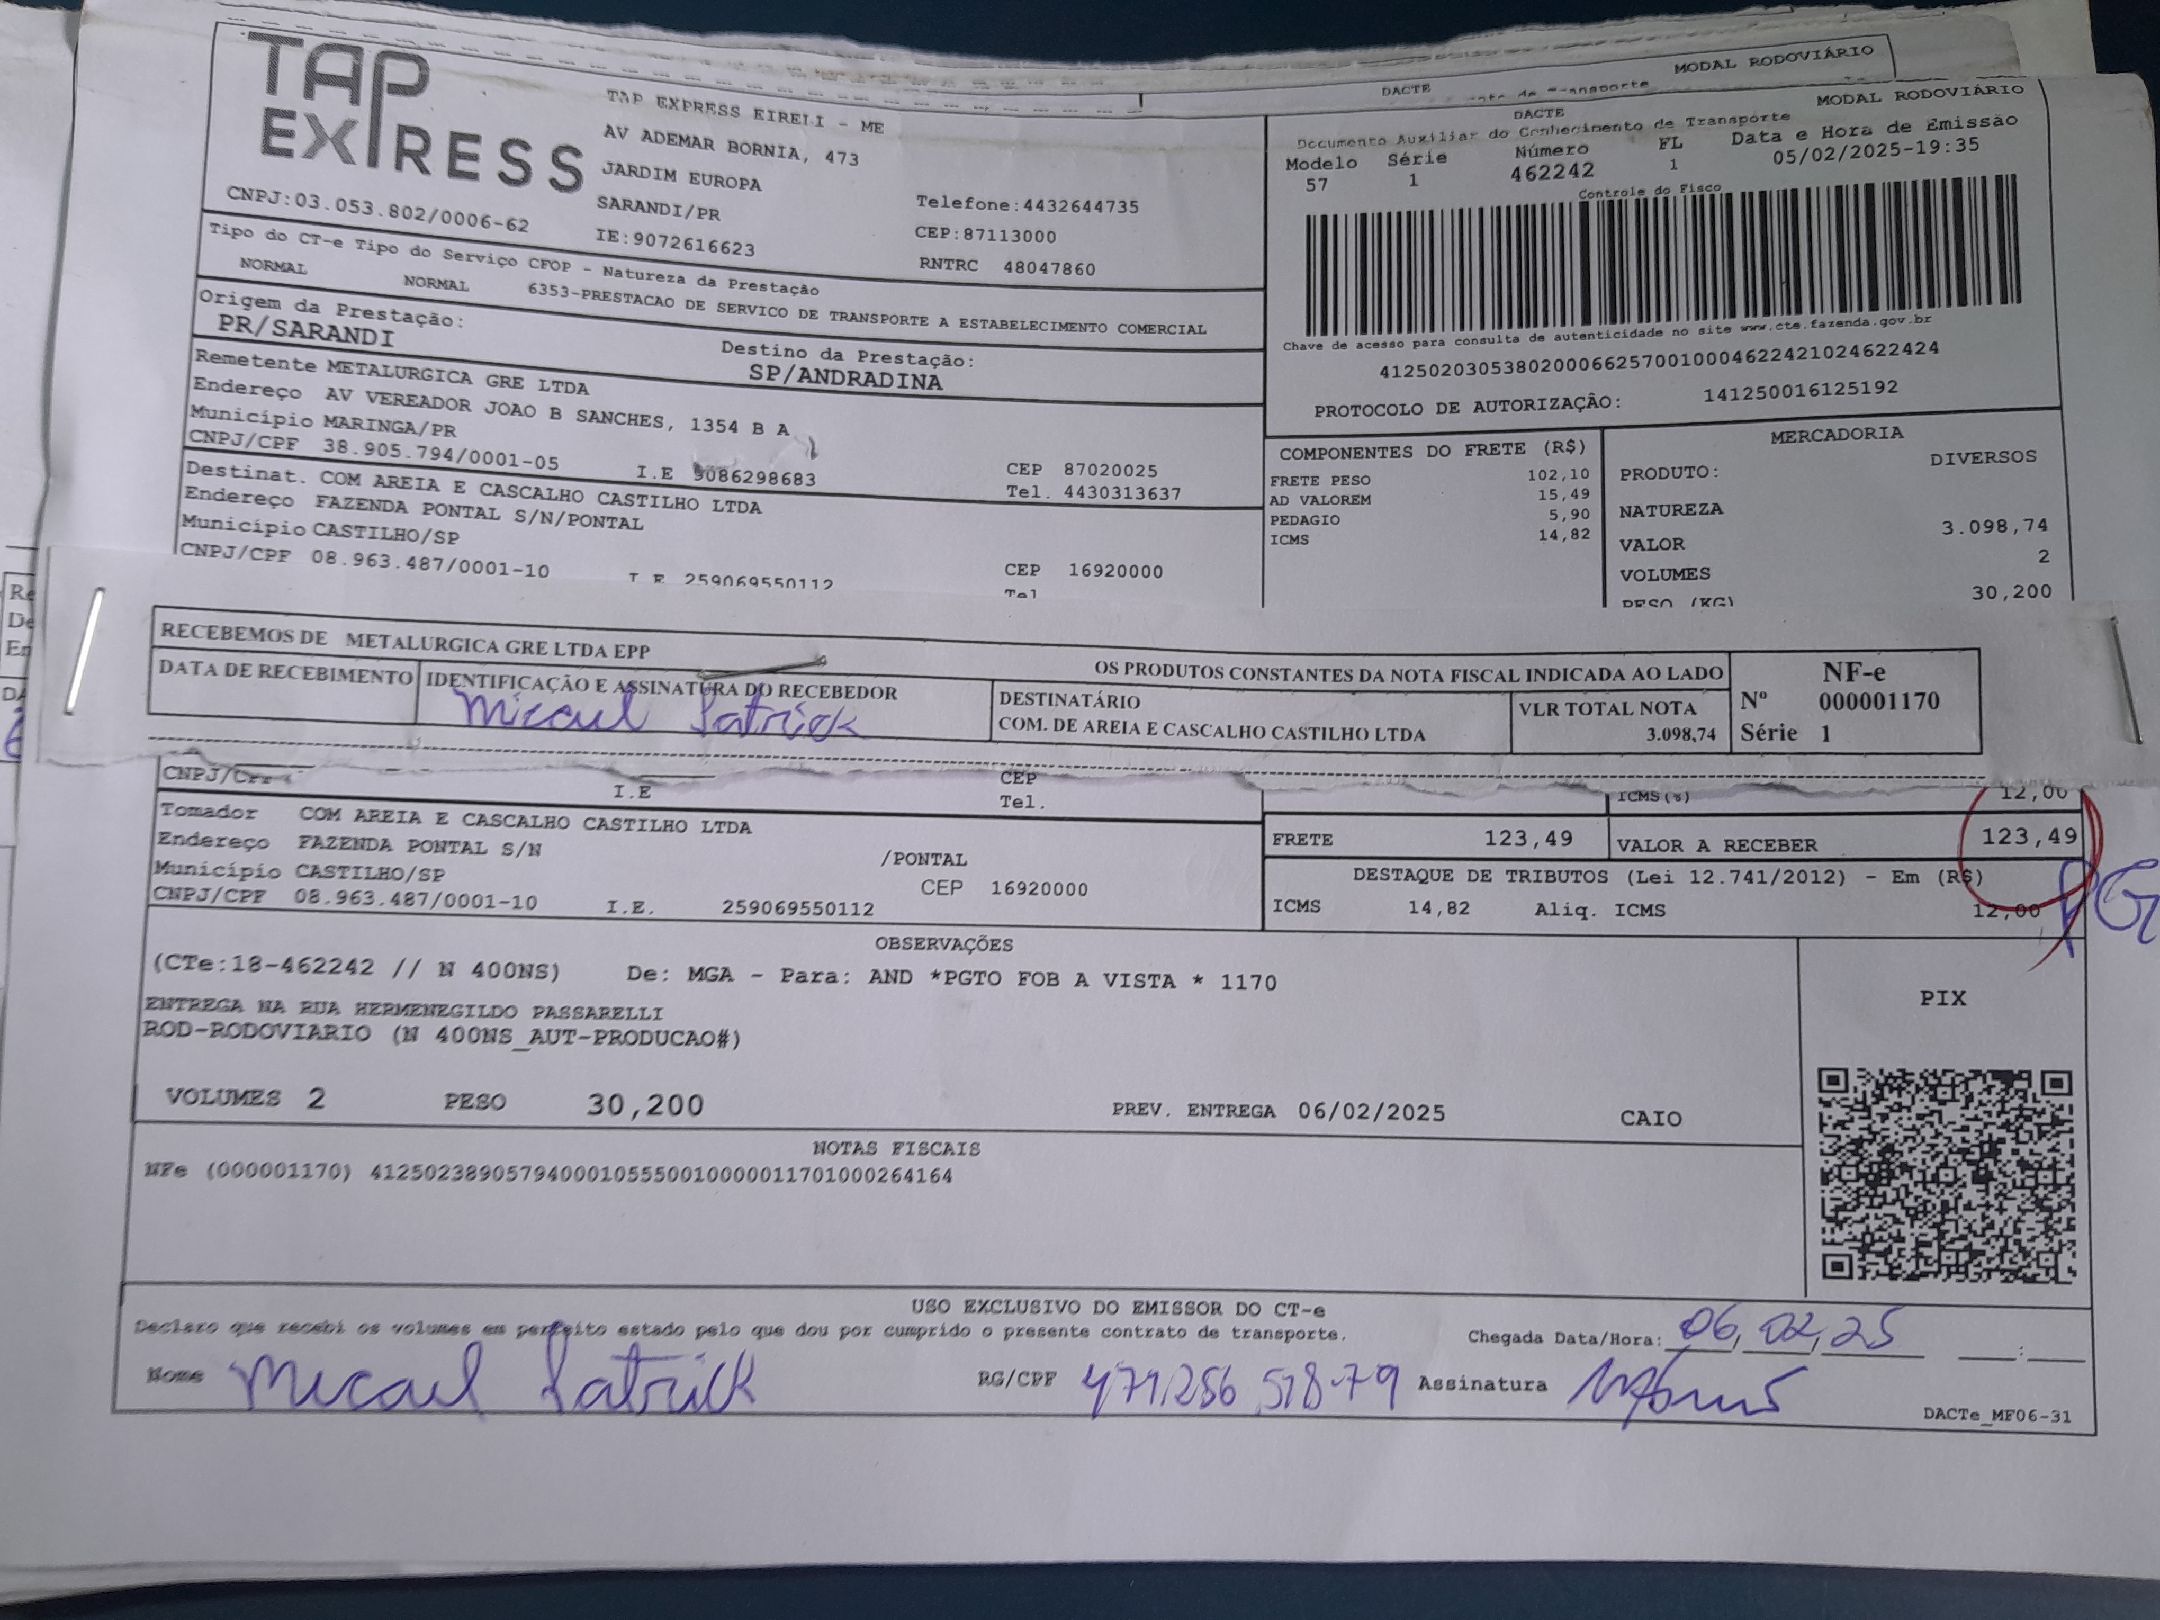 DACTE
MODAL RODOVIÁRIO
TAP EXPRESS
TAP EXPRESS EIRELI - ME
AV ADEMAR BORNIA, 473
JARDIM EUROPA
SARANDI/PR
Telefone:4432644735
CNPJ:03.053.802/0006-62
IE:9072616623
CEP:87113000
RNTRC 48047860
DACTE
MODAL RODOVIÁRIO
Documento Auxiliar do Conhecimento de Transporte
Modelo Série Número FL Data e Hora de Emissão
57 1 462242 1 05/02/2025-19:35
Controle do Fisco
Chave de acesso para consulta de autenticidade no site www.cte.fazenda.gov.br
41250203053802000662570010004622421024622424
PROTOCOLO DE AUTORIZAÇÃO: 141250016125192
Tipo do CT-e Tipo do Serviço CFOP - Natureza da Prestação
NORMAL NORMAL 6353-PRESTACAO DE SERVICO DE TRANSPORTE A ESTABELECIMENTO COMERCIAL
Origem da Prestação:
PR/SARANDI
Destino da Prestação:
SP/ANDRADINA
Remetente METALURGICA GRE LTDA
Endereço AV VEREADOR JOAO B SANCHES, 1354 B A
Município MARINGA/PR
CEP 87020025
CNPJ/CPF 38.905.794/0001-05 I.E 9086298683 Tel. 4430313637
Destinat. COM AREIA E CASCALHO CASTILHO LTDA
Endereço FAZENDA PONTAL S/N/PONTAL
Município CASTILHO/SP
CEP 16920000
CNPJ/CPF 08.963.487/0001-10 I E 259069550112 Tel
COMPONENTES DO FRETE (R$)
FRETE PESO 102,10
AD VALOREM 15,49
PEDAGIO 5,90
ICMS 14,82
MERCADORIA
PRODUTO: DIVERSOS
NATUREZA
VALOR 3.098,74
VOLUMES 2
PESO (KG) 30,200
RECEBEMOS DE METALURGICA GRE LTDA EPP
OS PRODUTOS CONSTANTES DA NOTA FISCAL INDICADA AO LADO
DATA DE RECEBIMENTO
IDENTIFICAÇÃO E ASSINATURA DO RECEBEDOR
Micael Patrick
DESTINATÁRIO
COM. DE AREIA E CASCALHO CASTILHO LTDA
VLR TOTAL NOTA
3.098,74
NF-e
Nº 000001170
Série 1
CNPJ/CPF
I.E
CEP
Tel.
ICMS(%) 12,00
Tomador COM AREIA E CASCALHO CASTILHO LTDA
Endereço FAZENDA PONTAL S/N /PONTAL
Município CASTILHO/SP CEP 16920000
CNPJ/CPF 08.963.487/0001-10 I.E. 259069550112
FRETE 123,49 VALOR A RECEBER 123,49
PG
DESTAQUE DE TRIBUTOS (Lei 12.741/2012) - Em (R$)
ICMS 14,82 Aliq. ICMS 12,00
OBSERVAÇÕES
(CTe:18-462242 // N 400NS) De: MGA - Para: AND *PGTO FOB A VISTA * 1170
ENTREGA NA RUA HERMENEGILDO PASSARELLI
ROD-RODOVIARIO (N 400NS_AUT-PRODUCAO#)
VOLUMES 2 PESO 30,200 PREV. ENTREGA 06/02/2025 CAIO
PIX
NOTAS FISCAIS
NFe (000001170) 41250238905794000105550010000011701000264164
USO EXCLUSIVO DO EMISSOR DO CT-e
Declaro que recebi os volumes em perfeito estado pelo que dou por cumprido o presente contrato de transporte.
Chegada Data/Hora: 06,02,25
Nome Micael Patrick RG/CPF 471.256.518-79 Assinatura
DACTe_MF06-31